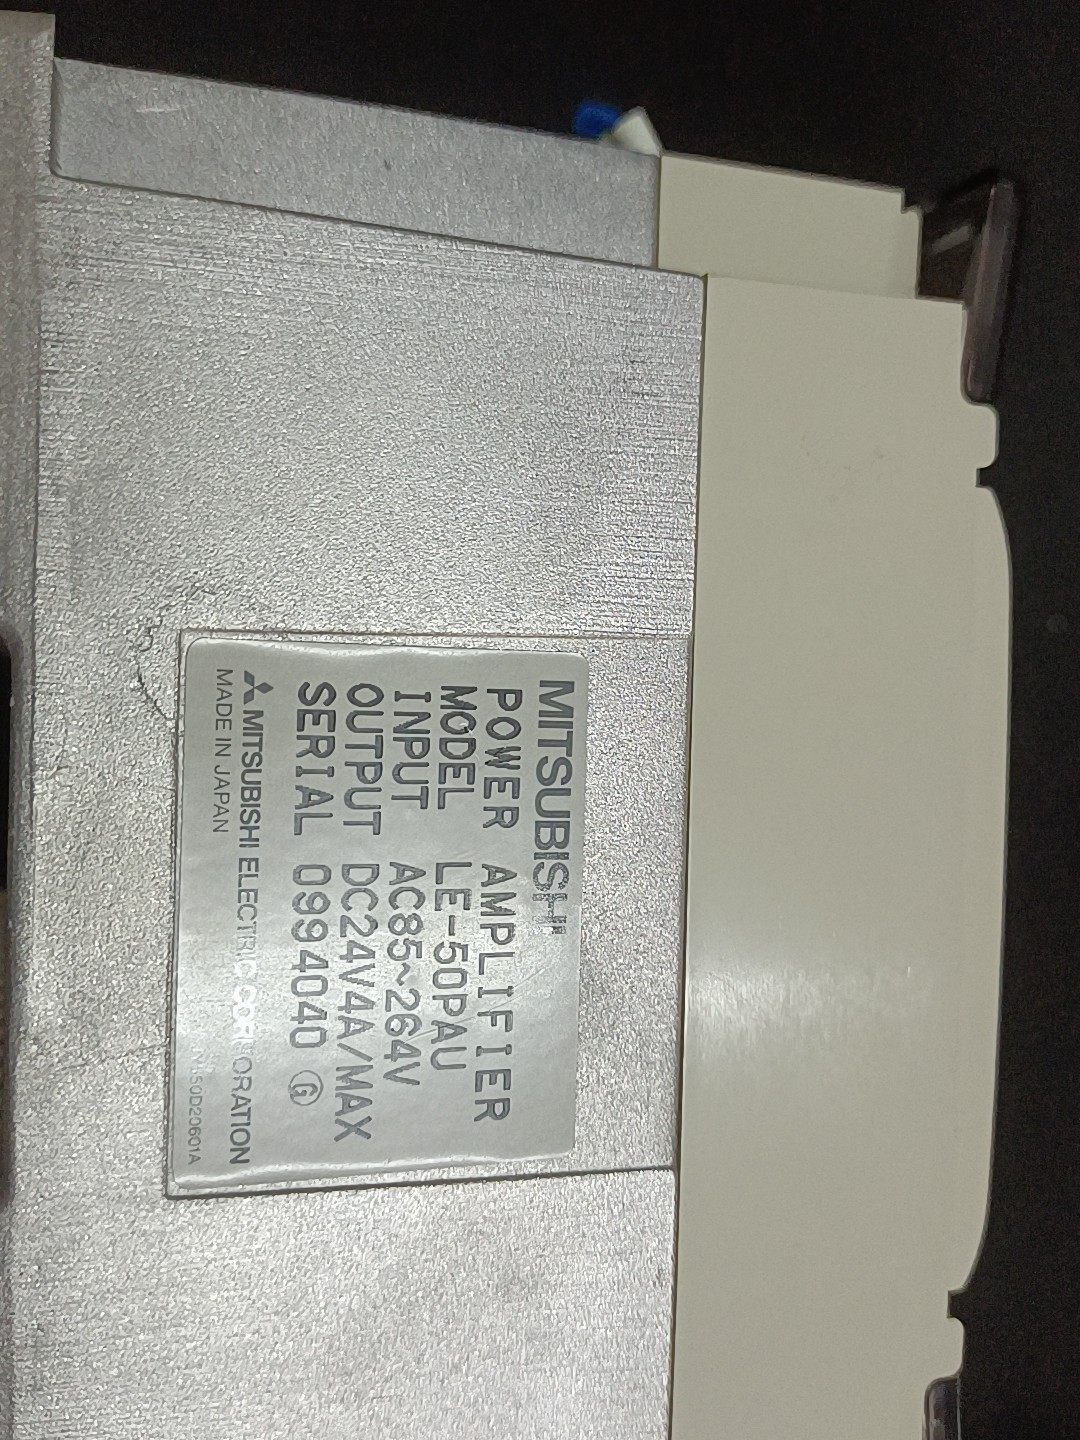 MITSUBISHI
POWER AMPLIFIER
MODEL LE-50PAU
INPUT AC85~264V
OUTPUT DC24V4A/MAX
SERIAL 0994040 G
MITSUBISHI ELECTRIC CORPORATION
MADE IN JAPAN